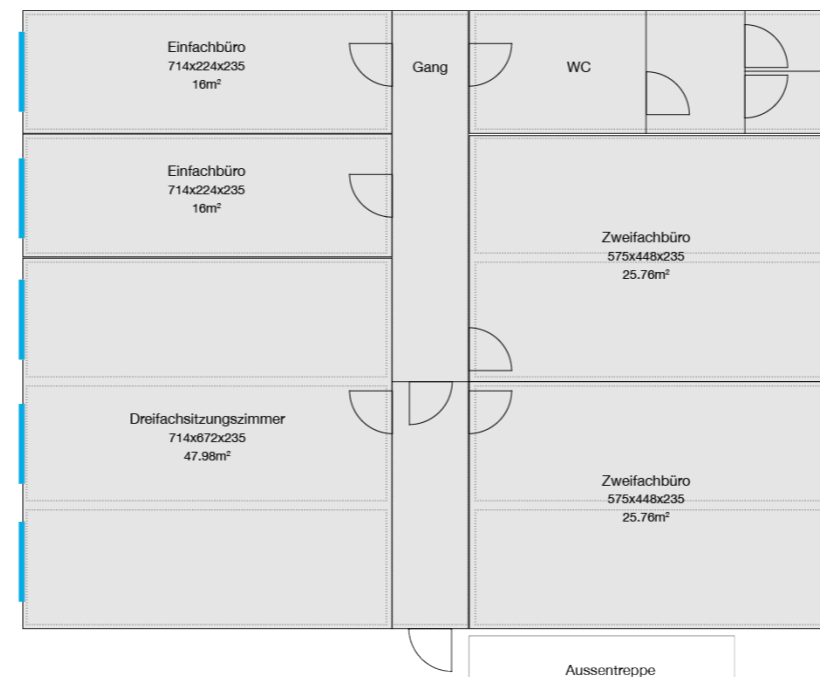 Einfachbüro
714x224x235
16m²
Gang
WC
Einfachbüro
714x224x235
16m²
Zweifachbüro
575x448x235
25.76m²
Dreifachsitzungszimmer
714x672x235
47.98m²
Zweifachbüro
575x448x235
25.76m²
Aussentreppe